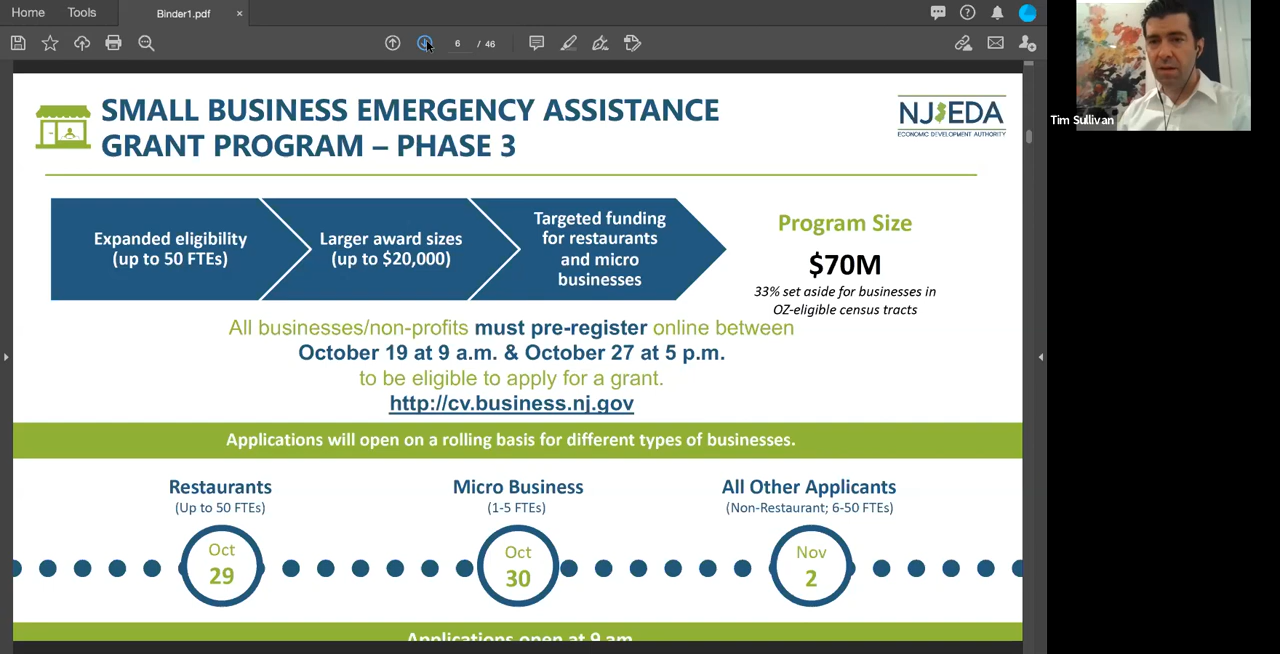 Home
Tools
Binder1.pdf
×
6 / 46
Tim Sullivan
SMALL BUSINESS EMERGENCY ASSISTANCE
GRANT PROGRAM – PHASE 3
NJEDA
ECONOMIC DEVELOPMENT AUTHORITY
Expanded eligibility
(up to 50 FTEs)
Larger award sizes
(up to $20,000)
Targeted funding
for restaurants
and micro
businesses
Program Size
$70M
33% set aside for businesses in
OZ-eligible census tracts
All businesses/non-profits must pre-register online between
October 19 at 9 a.m. & October 27 at 5 p.m.
to be eligible to apply for a grant.
http://cv.business.nj.gov
Applications will open on a rolling basis for different types of businesses.
Restaurants
(Up to 50 FTEs)
Oct
29
Micro Business
(1-5 FTEs)
Oct
30
All Other Applicants
(Non-Restaurant; 6-50 FTEs)
Nov
2
Applications open at 9 am